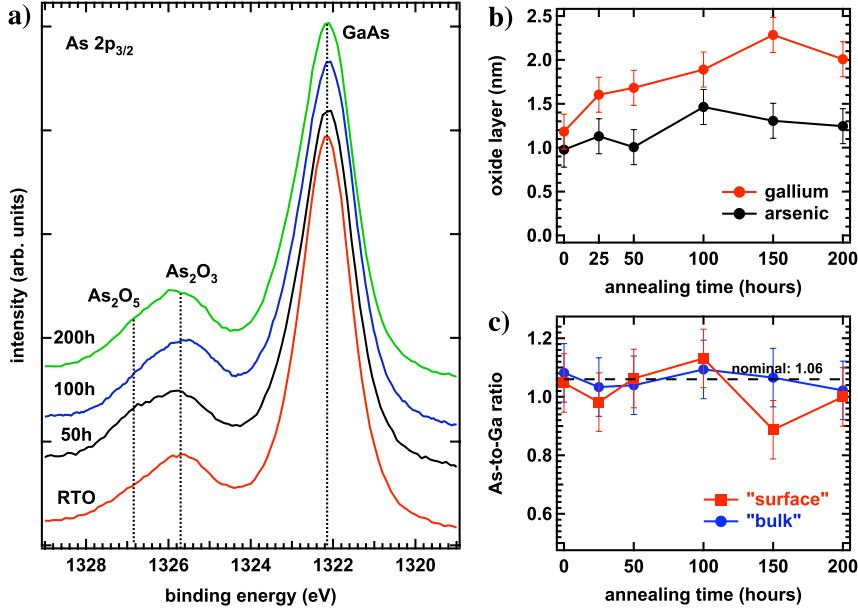 a)
As 2p3/2
GaAs
As2O5
As2O3
200h
100h
50h
RTO
intensity (arb. units)
1328 1326 1324 1322 1320
binding energy (eV)
b)
2.5
2.0
1.5
1.0
0.5
0.0
oxide layer (nm)
gallium
arsenic
0 25 50 100 150 200
annealing time (hours)
c)
1.2
1.0
0.8
0.6
As-to-Ga ratio
nominal: 1.06
"surface"
"bulk"
0 50 100 150 200
annealing time (hours)